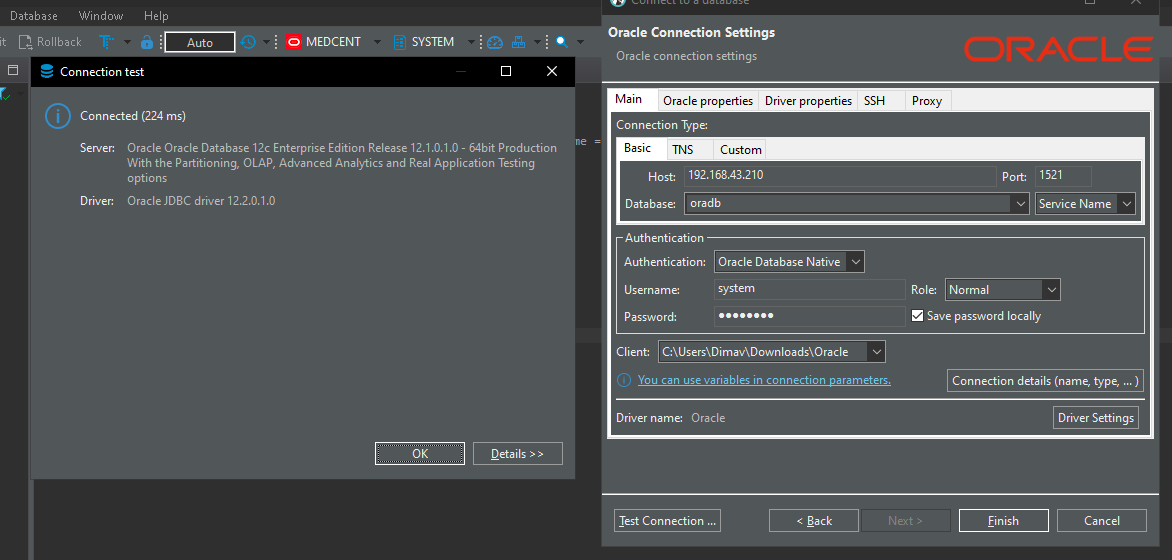 Database Window Help
Rollback
Auto
MEDCENT
SYSTEM
Connection test
Connected (224 ms)
Server: Oracle Oracle Database 12c Enterprise Edition Release 12.1.0.1.0 - 64bit Production
With the Partitioning, OLAP, Advanced Analytics and Real Application Testing
options
Driver: Oracle JDBC driver 12.2.0.1.0
OK
Details >>
me =
Connect to a database
Oracle Connection Settings
Oracle connection settings
ORACLE
Main Oracle properties Driver properties SSH Proxy
Connection Type:
Basic TNS Custom
Host: 192.168.43.210 Port: 1521
Database: oradb Service Name
Authentication
Authentication: Oracle Database Native
Username: system Role: Normal
Password: •••••••• Save password locally
Client: C:\Users\Dimav\Downloads\Oracle
You can use variables in connection parameters.
Connection details (name, type, ... )
Driver name: Oracle
Driver Settings
Test Connection ...
< Back
Next >
Finish
Cancel